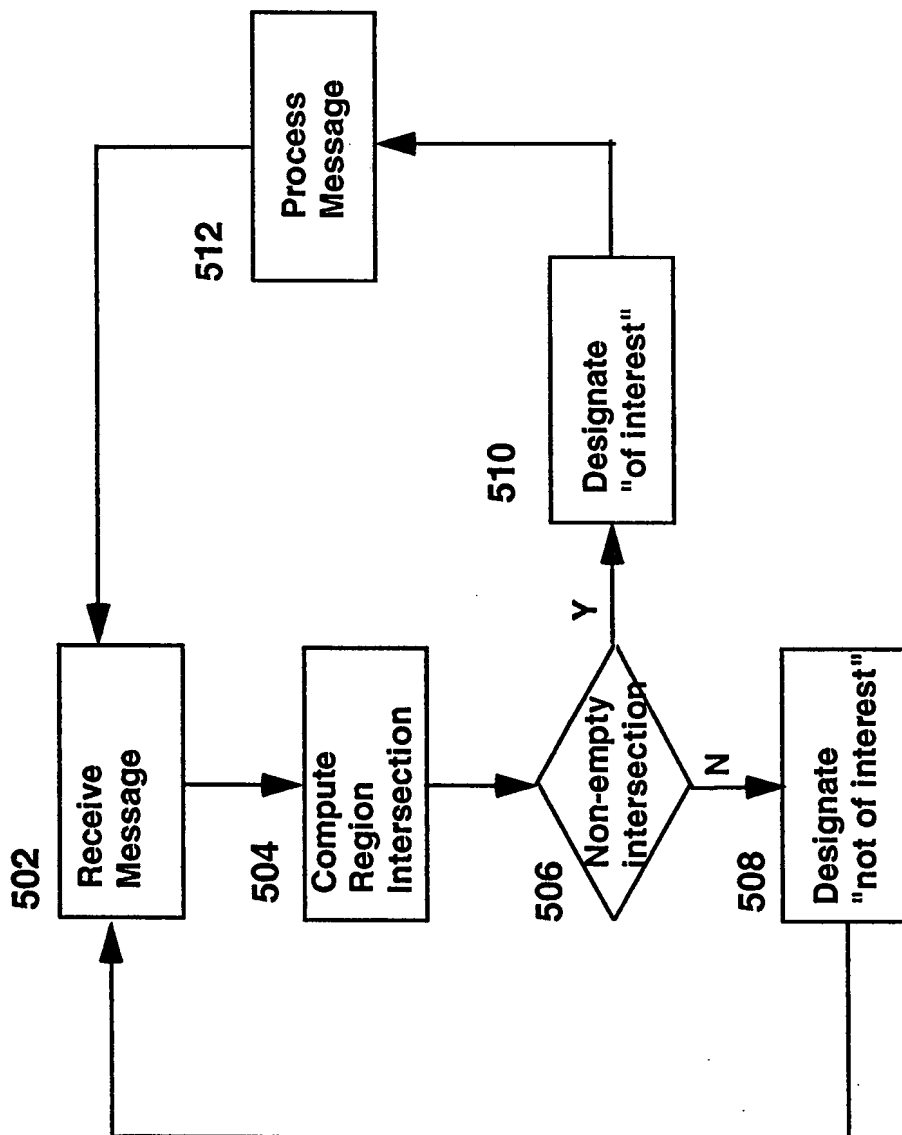 502
Receive
Message
504
Compute
Region
Intersection
506
Non-empty
intersection
Y
N
508
Designate
"not of interest"
510
Designate
"of interest"
512
Process
Message